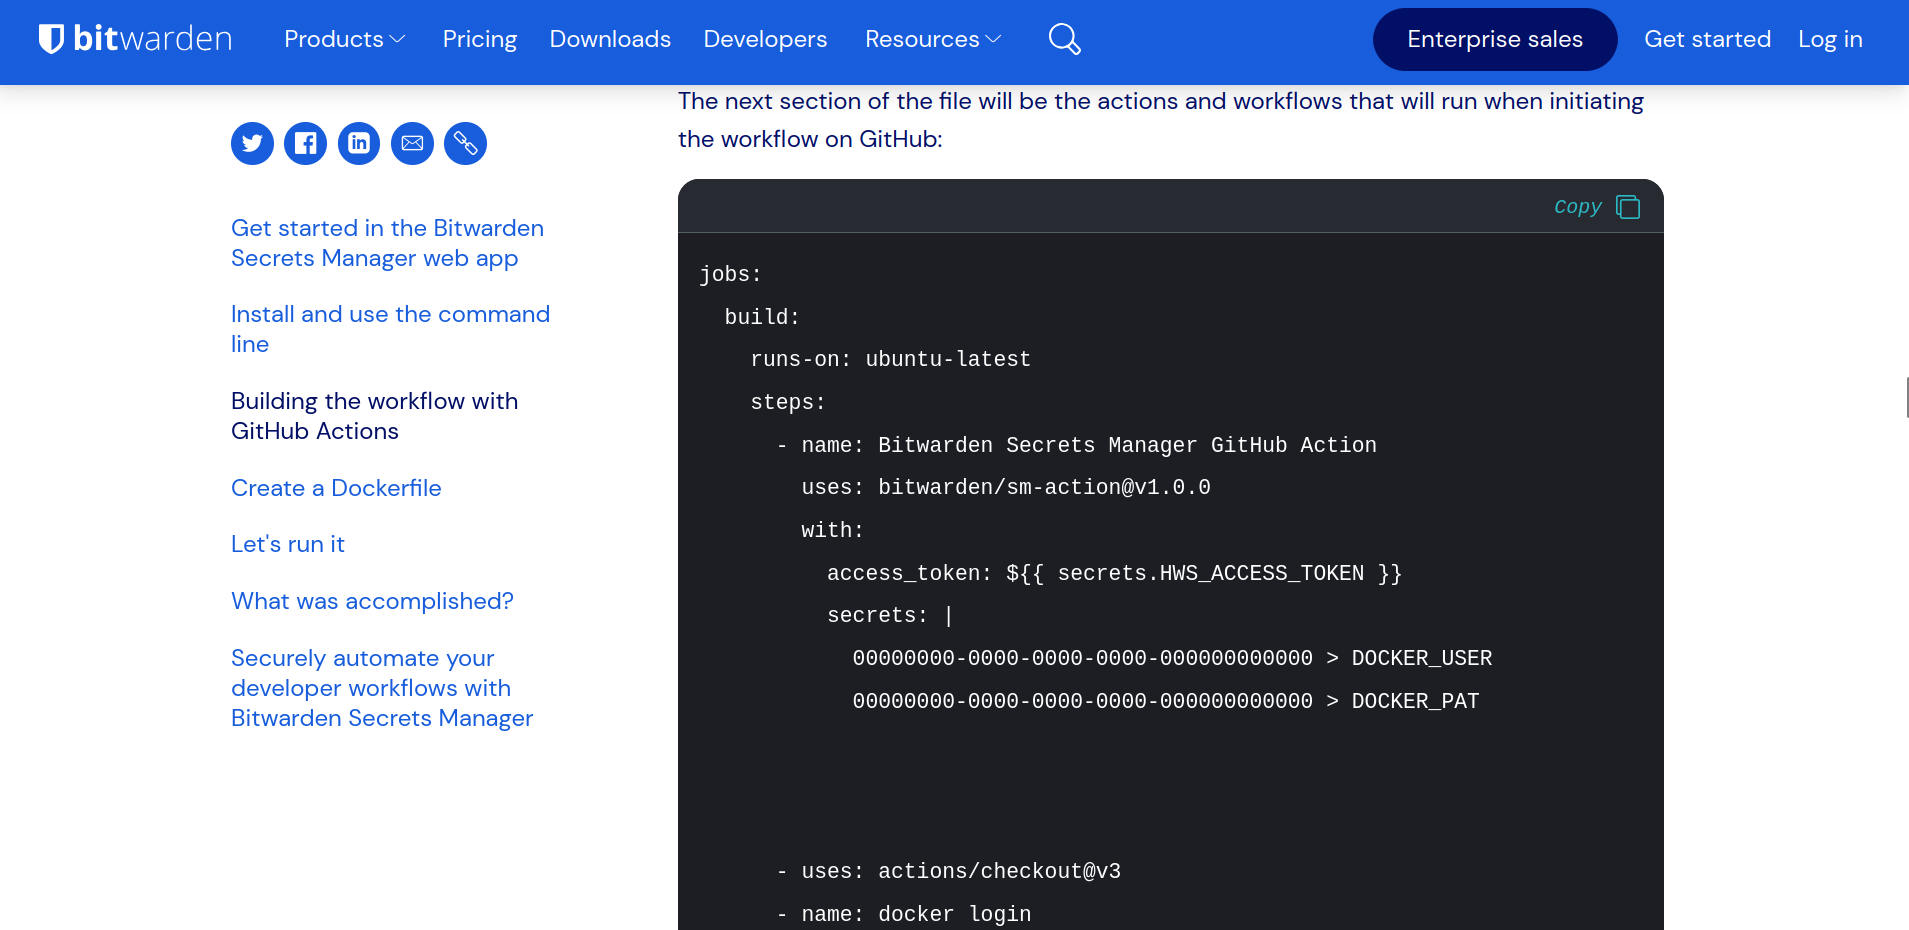 bitwarden
Products
Pricing
Downloads
Developers
Resources
Enterprise sales
Get started
Log in
Get started in the Bitwarden
Secrets Manager web app
Install and use the command
line
Building the workflow with
GitHub Actions
Create a Dockerfile
Let's run it
What was accomplished?
Securely automate your
developer workflows with
Bitwarden Secrets Manager
The next section of the file will be the actions and workflows that will run when initiating
the workflow on GitHub:
Copy
jobs:
  build:
    runs-on: ubuntu-latest
    steps:
      - name: Bitwarden Secrets Manager GitHub Action
        uses: bitwarden/sm-action@v1.0.0
        with:
          access_token: ${{ secrets.HWS_ACCESS_TOKEN }}
          secrets: |
            00000000-0000-0000-0000-000000000000 > DOCKER_USER
            00000000-0000-0000-0000-000000000000 > DOCKER_PAT
      - uses: actions/checkout@v3
      - name: docker login